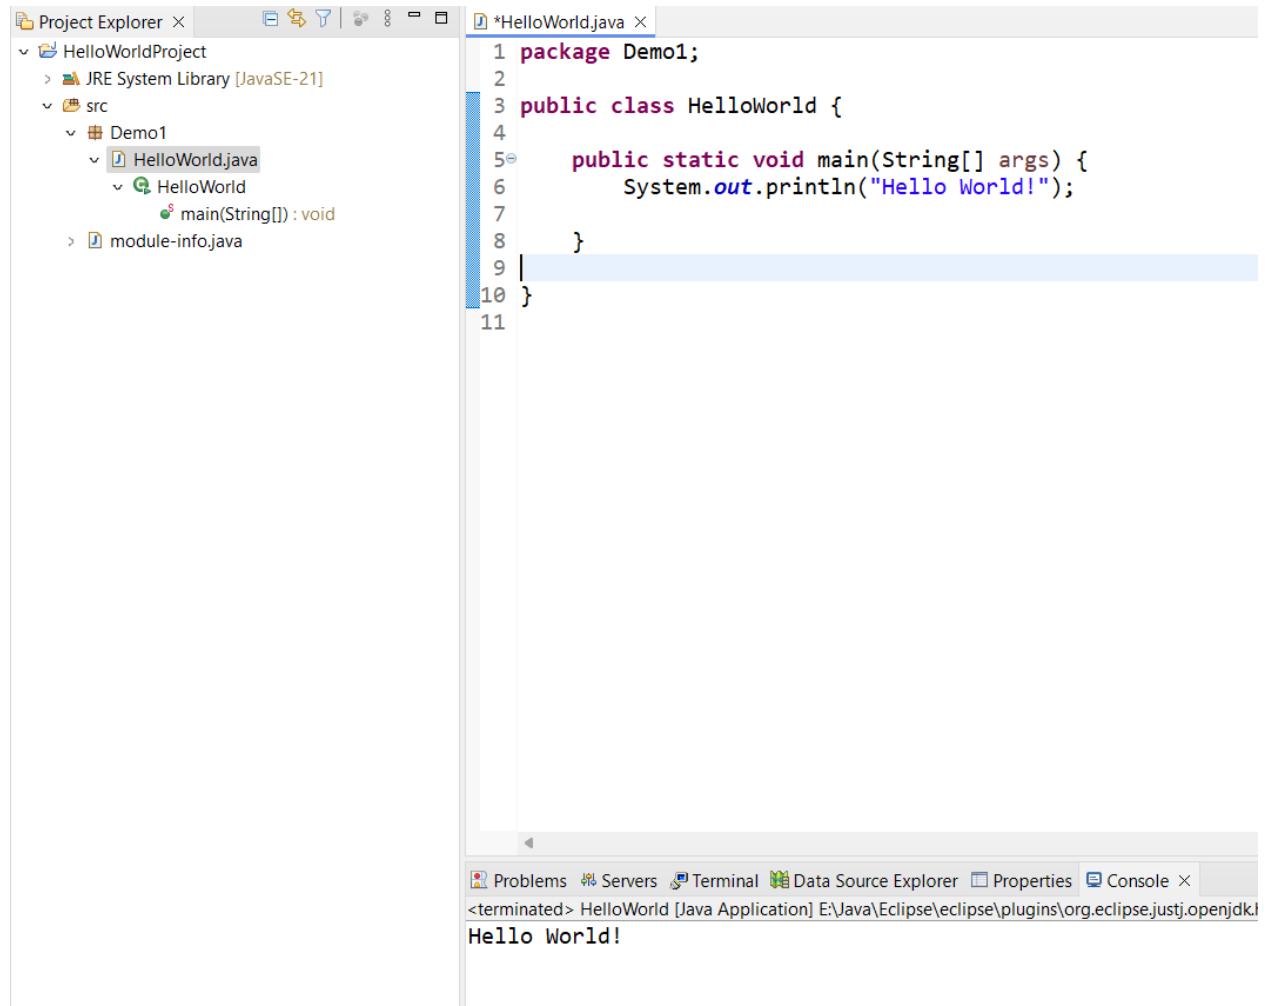 Project Explorer
HelloWorldProject
JRE System Library [JavaSE-21]
src
Demo1
HelloWorld.java
HelloWorld
main(String[]) : void
module-info.java
*HelloWorld.java
1 package Demo1;
2
3 public class HelloWorld {
4
5     public static void main(String[] args) {
6         System.out.println("Hello World!");
7
8     }
9
10 }
11
Problems Servers Terminal Data Source Explorer Properties Console
<terminated> HelloWorld [Java Application] E:\Java\Eclipse\eclipse\plugins\org.eclipse.justj.openjdk.
Hello World!